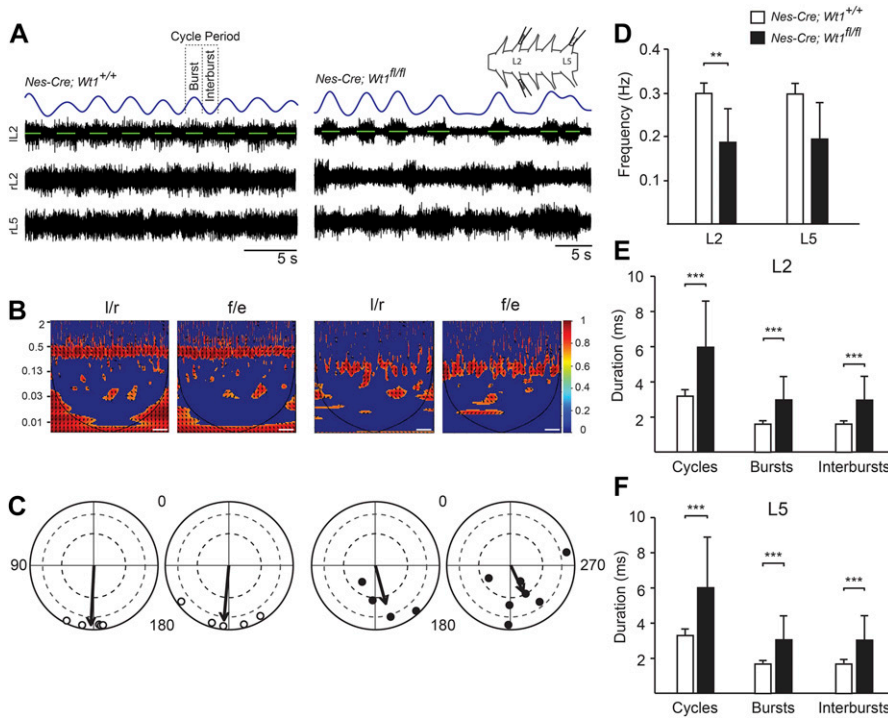 A
Cycle Period
Burst
Interburst
Nes-Cre; Wt1+/+
Nes-Cre; Wt1fl/fl
L2
L5
lL2
rL2
rL5
5 s
5 s
B
l/r
f/e
l/r
f/e
2
0.5
0.13
0.03
0.01
1
0.8
0.6
0.4
0.2
0
C
0
90
180
0
270
180
D
Nes-Cre; Wt1+/+
Nes-Cre; Wt1fl/fl
Frequency (Hz)
0.4
0.3
0.2
0.1
**
L2
L5
E
L2
Duration (ms)
10
8
6
4
2
***
***
***
Cycles
Bursts
Interbursts
F
L5
Duration (ms)
10
8
6
4
2
***
***
***
Cycles
Bursts
Interbursts